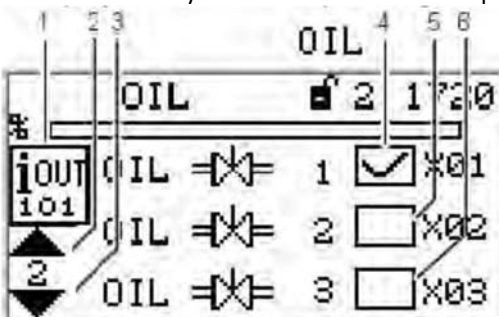 1 2 3 4 5 6
OIL
OIL 2 1720
%
iOUT OIL 1 X01
101
OIL 2 X02
2
OIL 3 X03